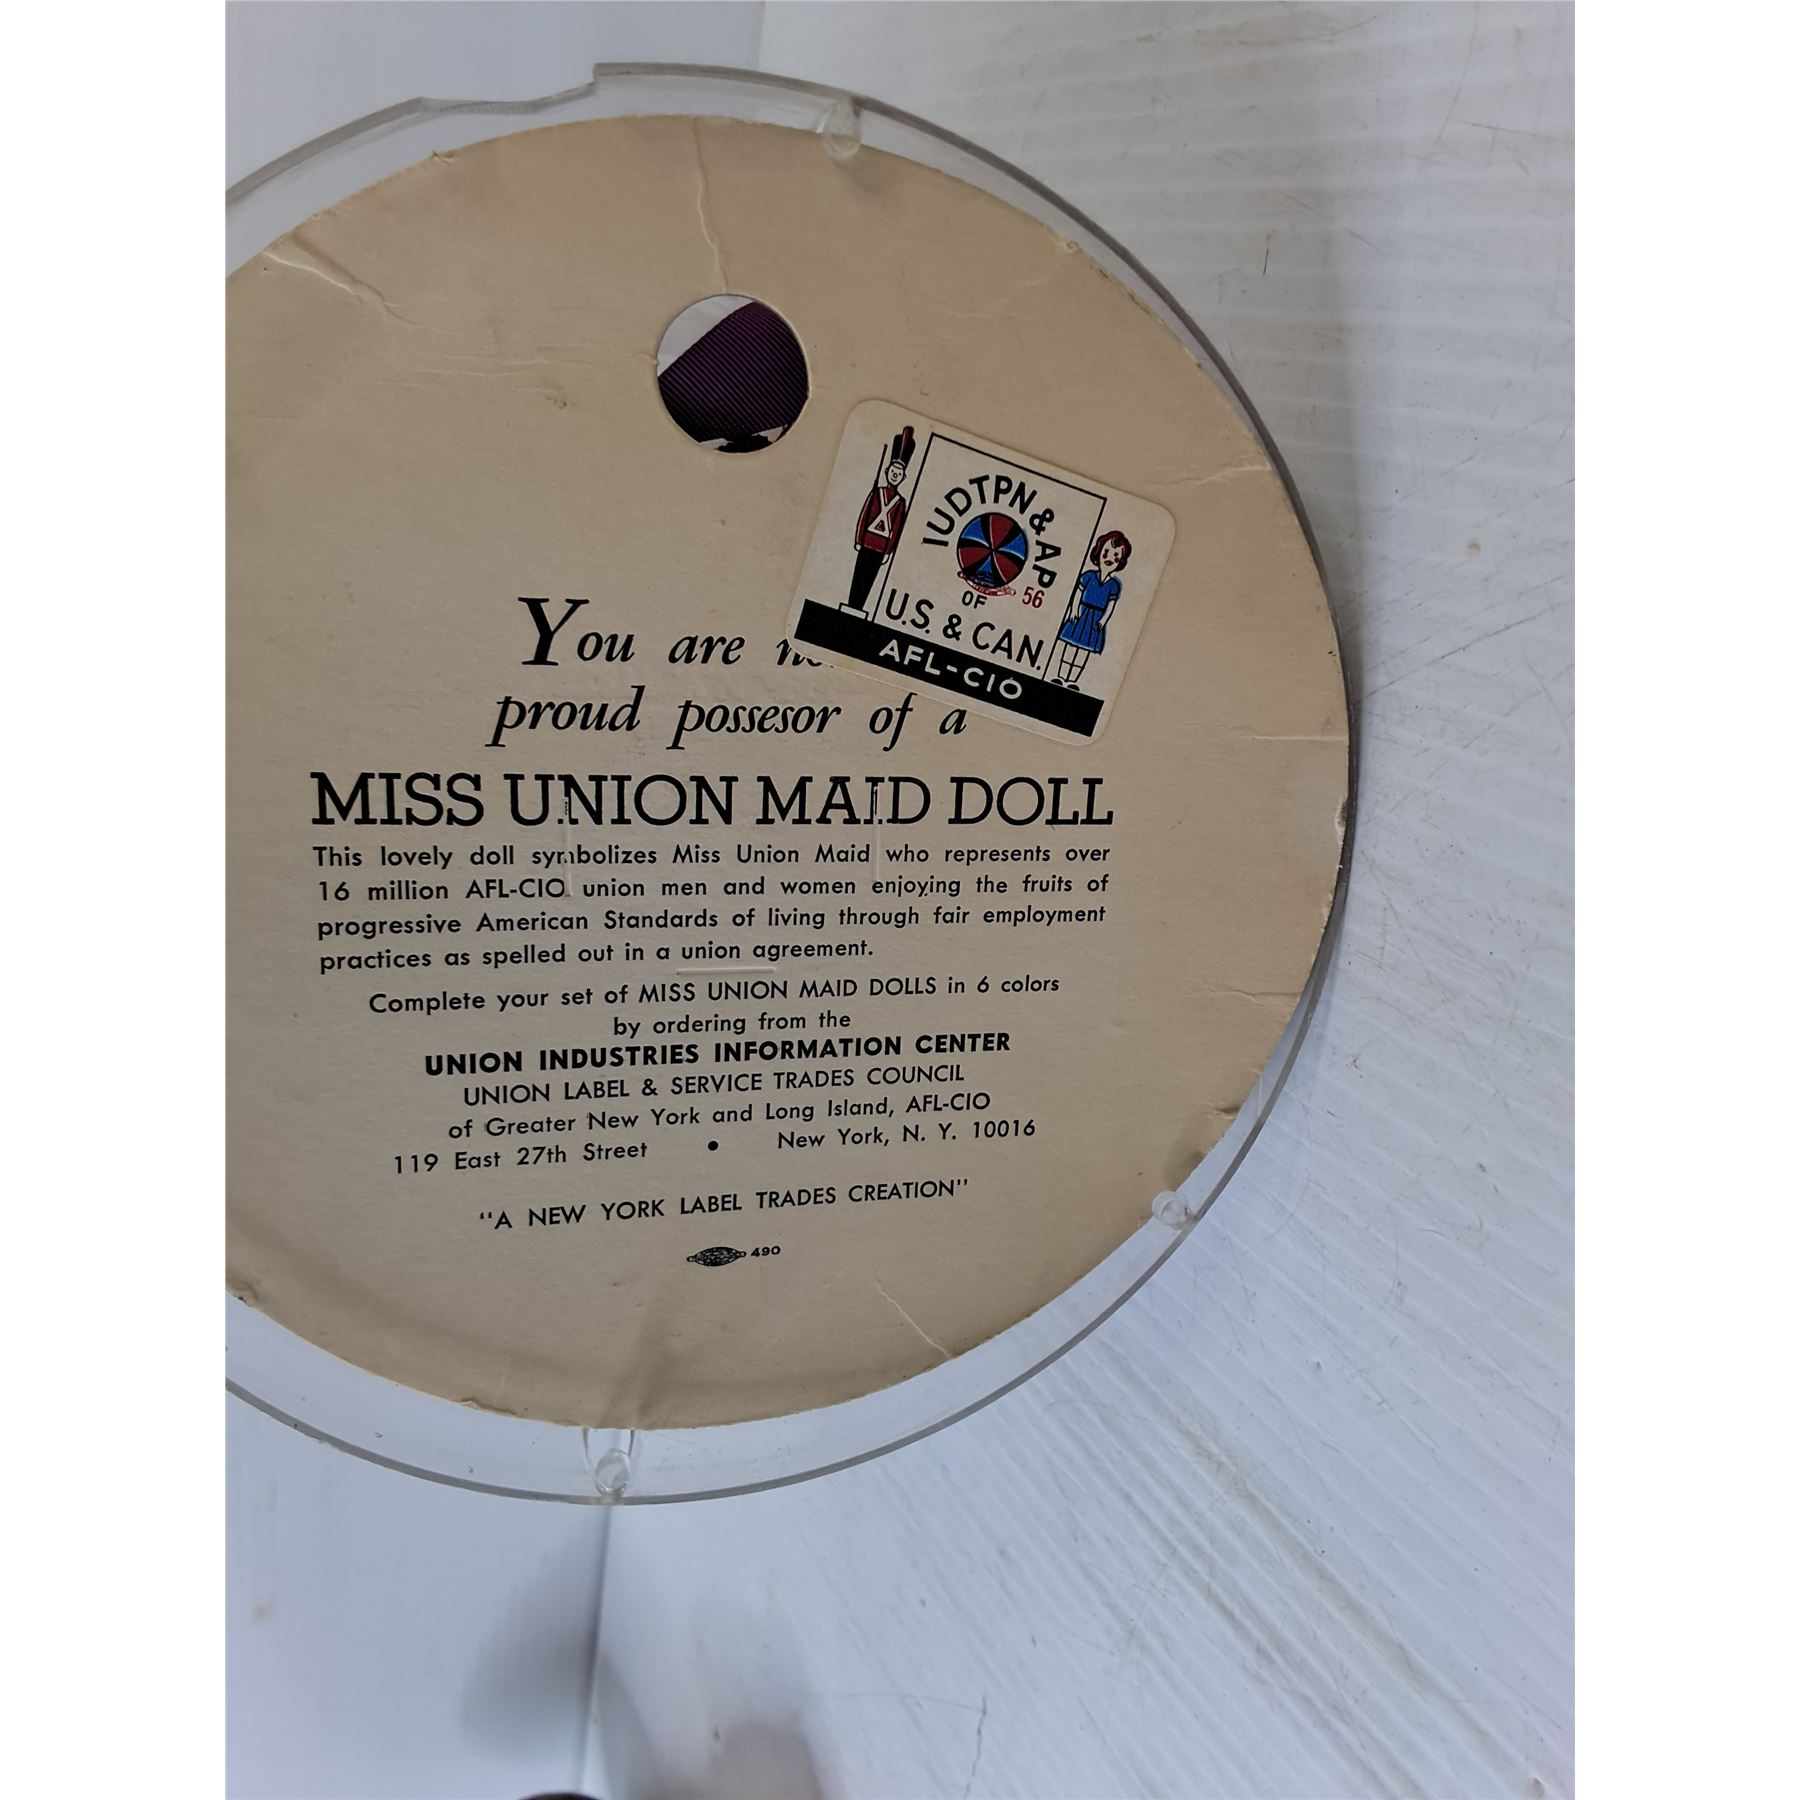 IUDTPN & AP
OF 56
U.S. & CAN.
AFL-CIO
You are
proud possesor of a
MISS UNION MAID DOLL
This lovely doll symbolizes Miss Union Maid who represents over
16 million AFL-CIO union men and women enjoying the fruits of
progressive American Standards of living through fair employment
practices as spelled out in a union agreement.
Complete your set of MISS UNION MAID DOLLS in 6 colors
by ordering from the
UNION INDUSTRIES INFORMATION CENTER
UNION LABEL & SERVICE TRADES COUNCIL
of Greater New York and Long Island, AFL-CIO
119 East 27th Street • New York, N. Y. 10016
"A NEW YORK LABEL TRADES CREATION"
490